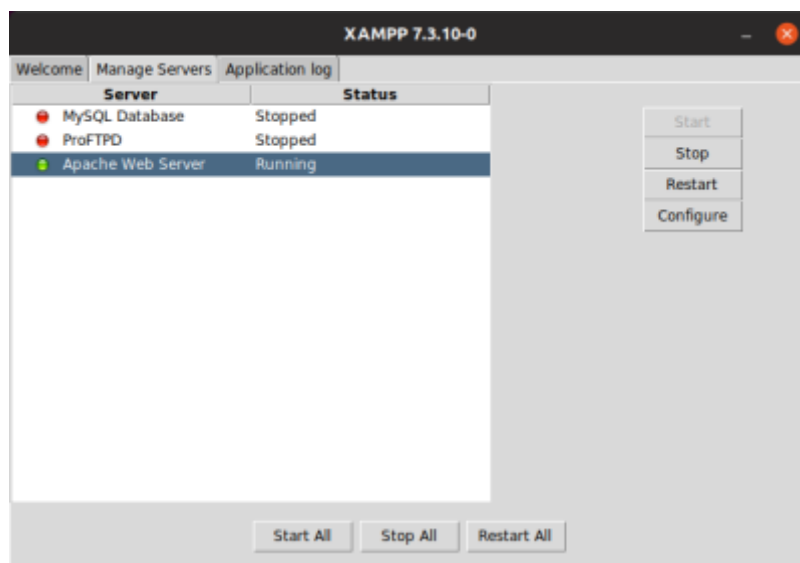 XAMPP 7.3.10-0
Welcome Manage Servers Application log
Server Status
MySQL Database Stopped
ProFTPD Stopped
Apache Web Server Running
Start
Stop
Restart
Configure
Start All Stop All Restart All